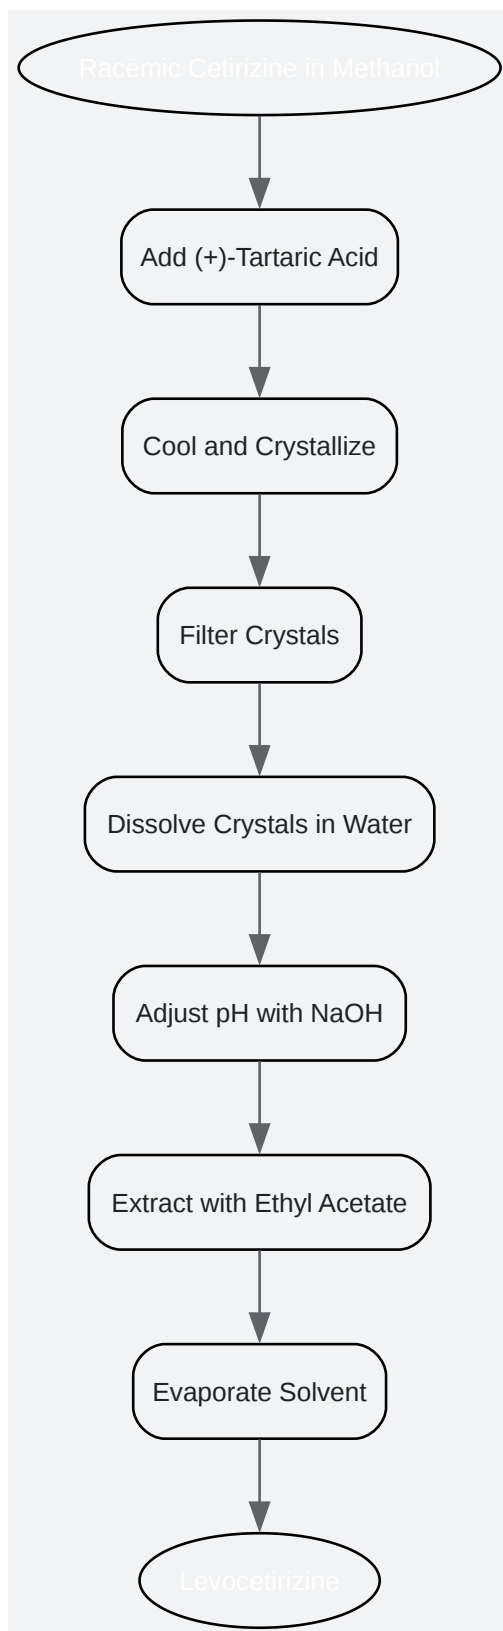 Racemic Cetirizine in Methanol
Add (+)-Tartaric Acid
Cool and Crystallize
Filter Crystals
Dissolve Crystals in Water
Adjust pH with NaOH
Extract with Ethyl Acetate
Evaporate Solvent
Levocetirizine